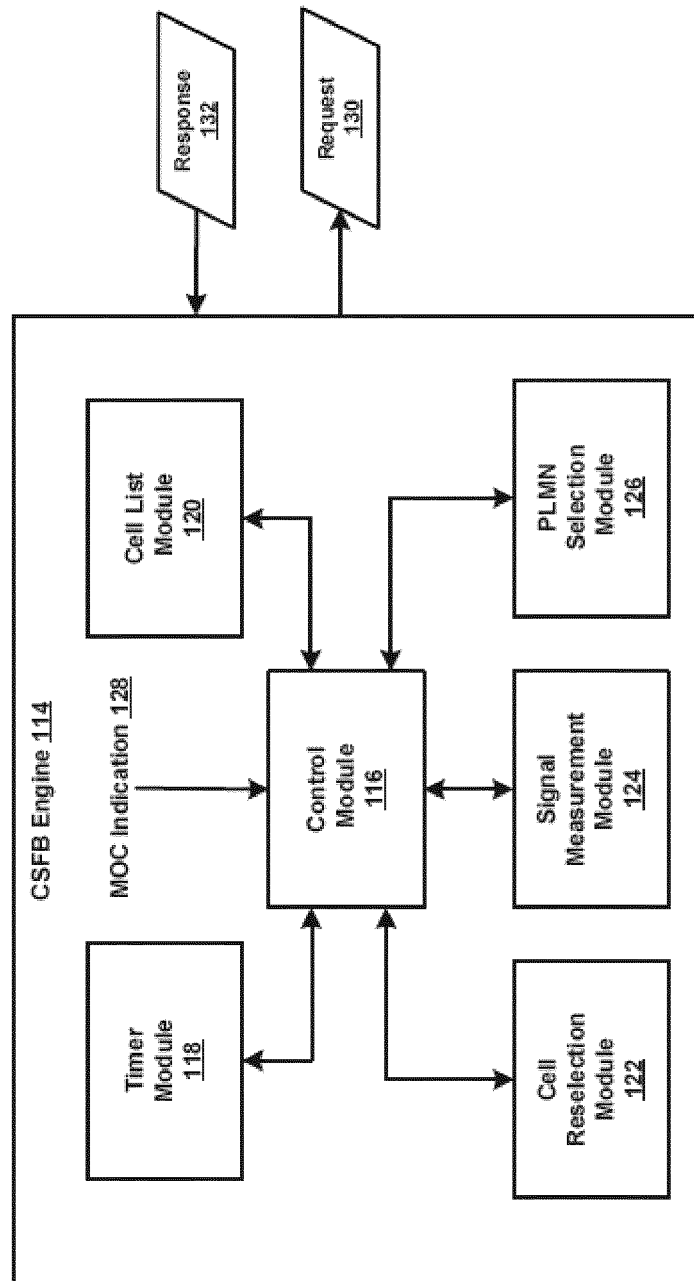 CSFB Engine 114
MOC Indication 128
Timer
Module
118
Cell List
Module
120
Control
Module
116
Cell
Reselection
Module
122
Signal
Measurement
Module
124
PLMN
Selection
Module
126
Response
132
Request
130